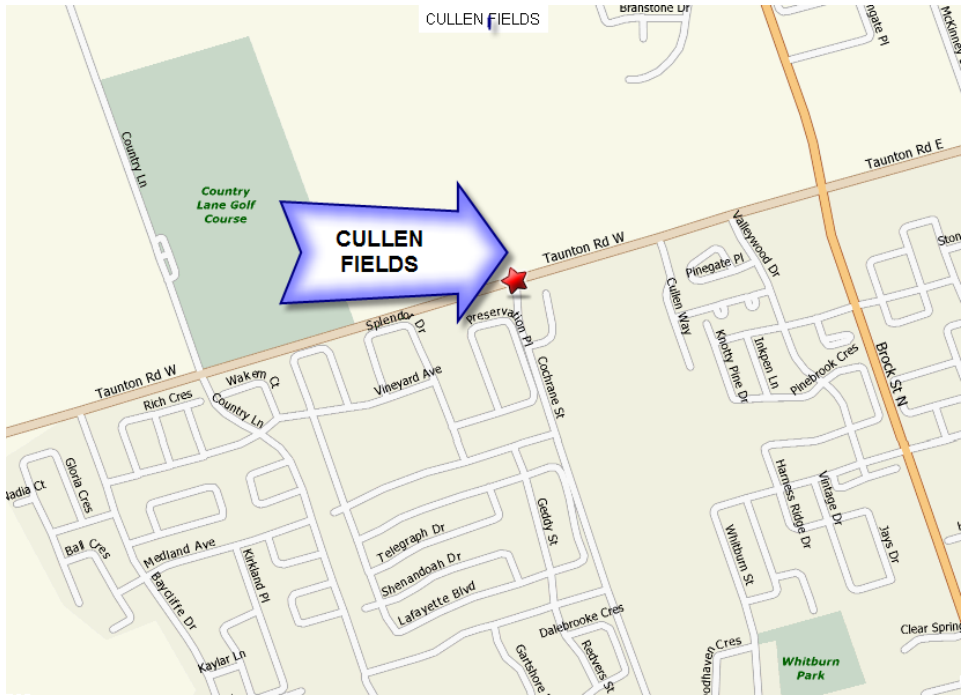 CULLEN FIELDS
Branstone Dr
Country Ln
Country
Lane Golf
Course
CULLEN
FIELDS
Taunton Rd E
Taunton Rd W
Valleywood Dr
Pinegate Pl
Cullen Way
Preservation Pl
Splendor Dr
Cochrane St
Knotty Pine Dr
Inkpen Ln
Pinebrook Cres
Brock St N
Taunton Rd W
Wakem Ct
Vineyard Ave
Rich Cres
Country Ln
Nadia Ct
Gloria Cres
Geddy St
Harness Ridge Dr
Vintage Dr
Jays Dr
Telegraph Dr
Ball Cres
Medland Ave
Kirkland Pl
Shenandoah Dr
Lafayette Blvd
Whitburn St
Baycliffe Dr
Dalebrooke Cres
Redvers St
Gartshore
Kaylar Ln
Cres
Clear Spring
Whitburn
Park